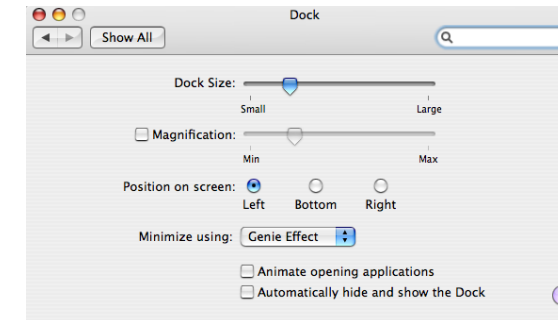 Dock
Show All
Dock Size:
Small Large
Magnification:
Min Max
Position on screen:
Left Bottom Right
Minimize using: Genie Effect
Animate opening applications
Automatically hide and show the Dock